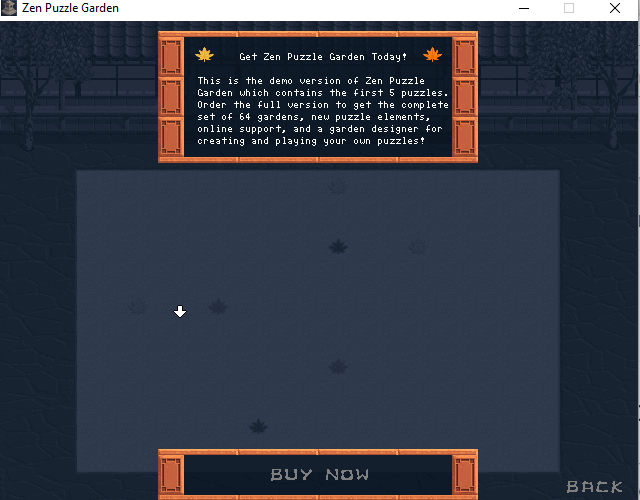 Zen Puzzle Garden
Get Zen Puzzle Garden Today!
This is the demo version of Zen Puzzle
Garden which contains the first 5 puzzles.
Order the full version to get the complete
set of 64 gardens, new puzzle elements,
online support, and a garden designer for
creating and playing your own puzzles!
BUY NOW
BACK